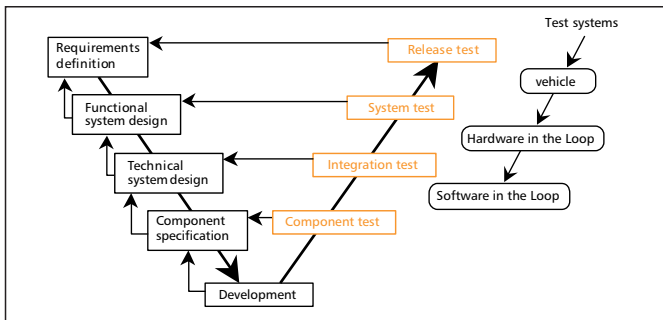 Requirements
definition
Release test
Test systems
vehicle
Functional
system design
System test
Hardware in the Loop
Technical
system design
Integration test
Software in the Loop
Component
specification
Component test
Development